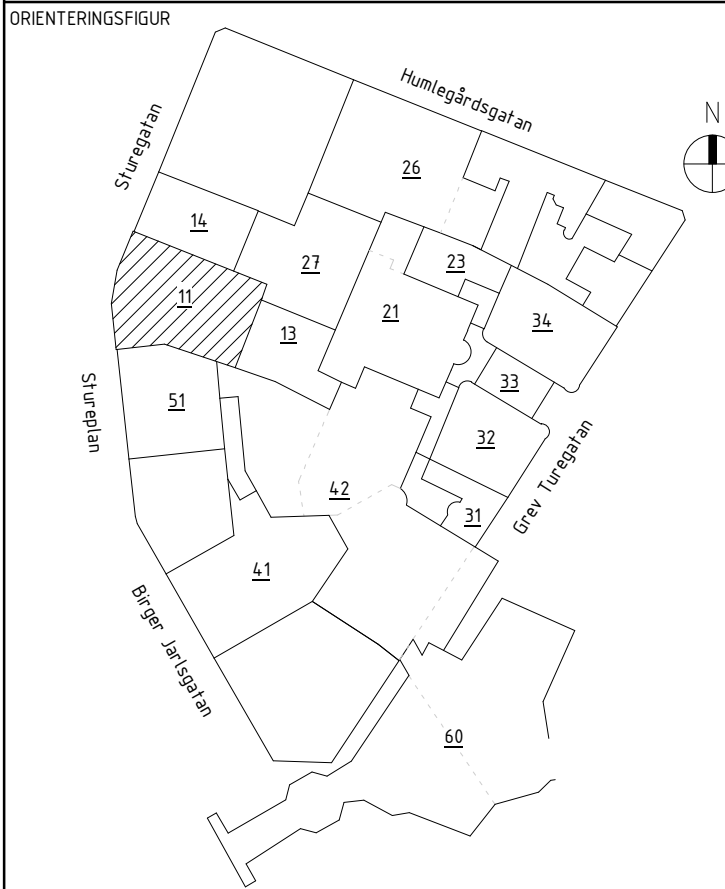 ORIENTERINGSFIGUR
Humlegårdsgatan
N
Sturegatan
26
14
27
23
11
21
34
13
33
51
32
Stureplan
42
31
Grev Turegatan
41
Birger Jarlsgatan
60